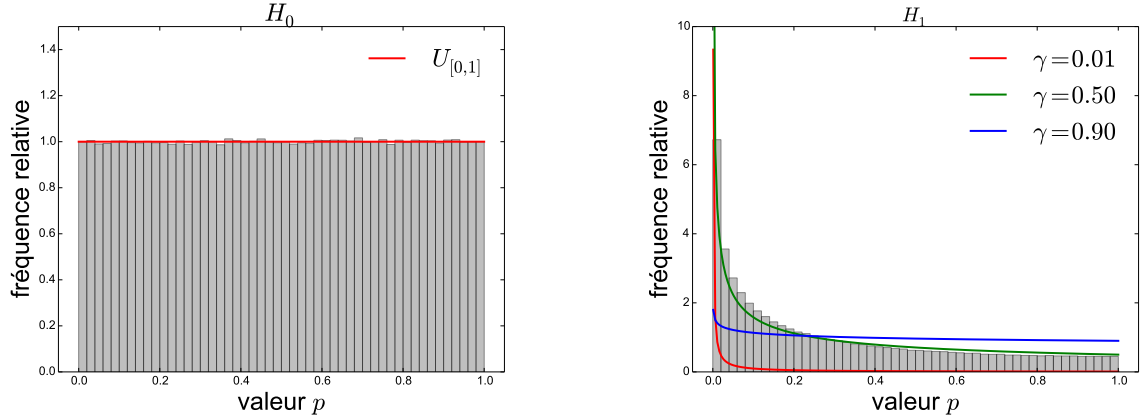 H₀
U[0,1]
fréquence relative
1.4
1.2
1.0
0.8
0.6
0.4
0.2
0.0
0.0 0.2 0.4 0.6 0.8 1.0
valeur p
H₁
γ=0.01
γ=0.50
γ=0.90
fréquence relative
10
8
6
4
2
0
0.0 0.2 0.4 0.6 0.8 1.0
valeur p